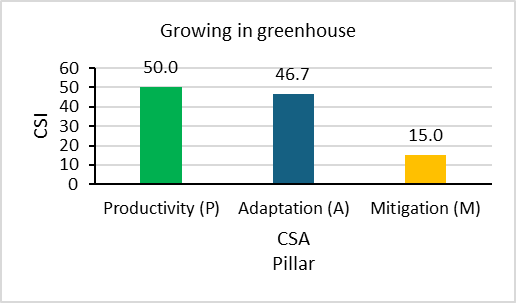 Growing in greenhouse
50.0
46.7
15.0
60
50
40
30
20
10
0
CSI
Productivity (P)
Adaptation (A)
Mitigation (M)
CSA
Pillar